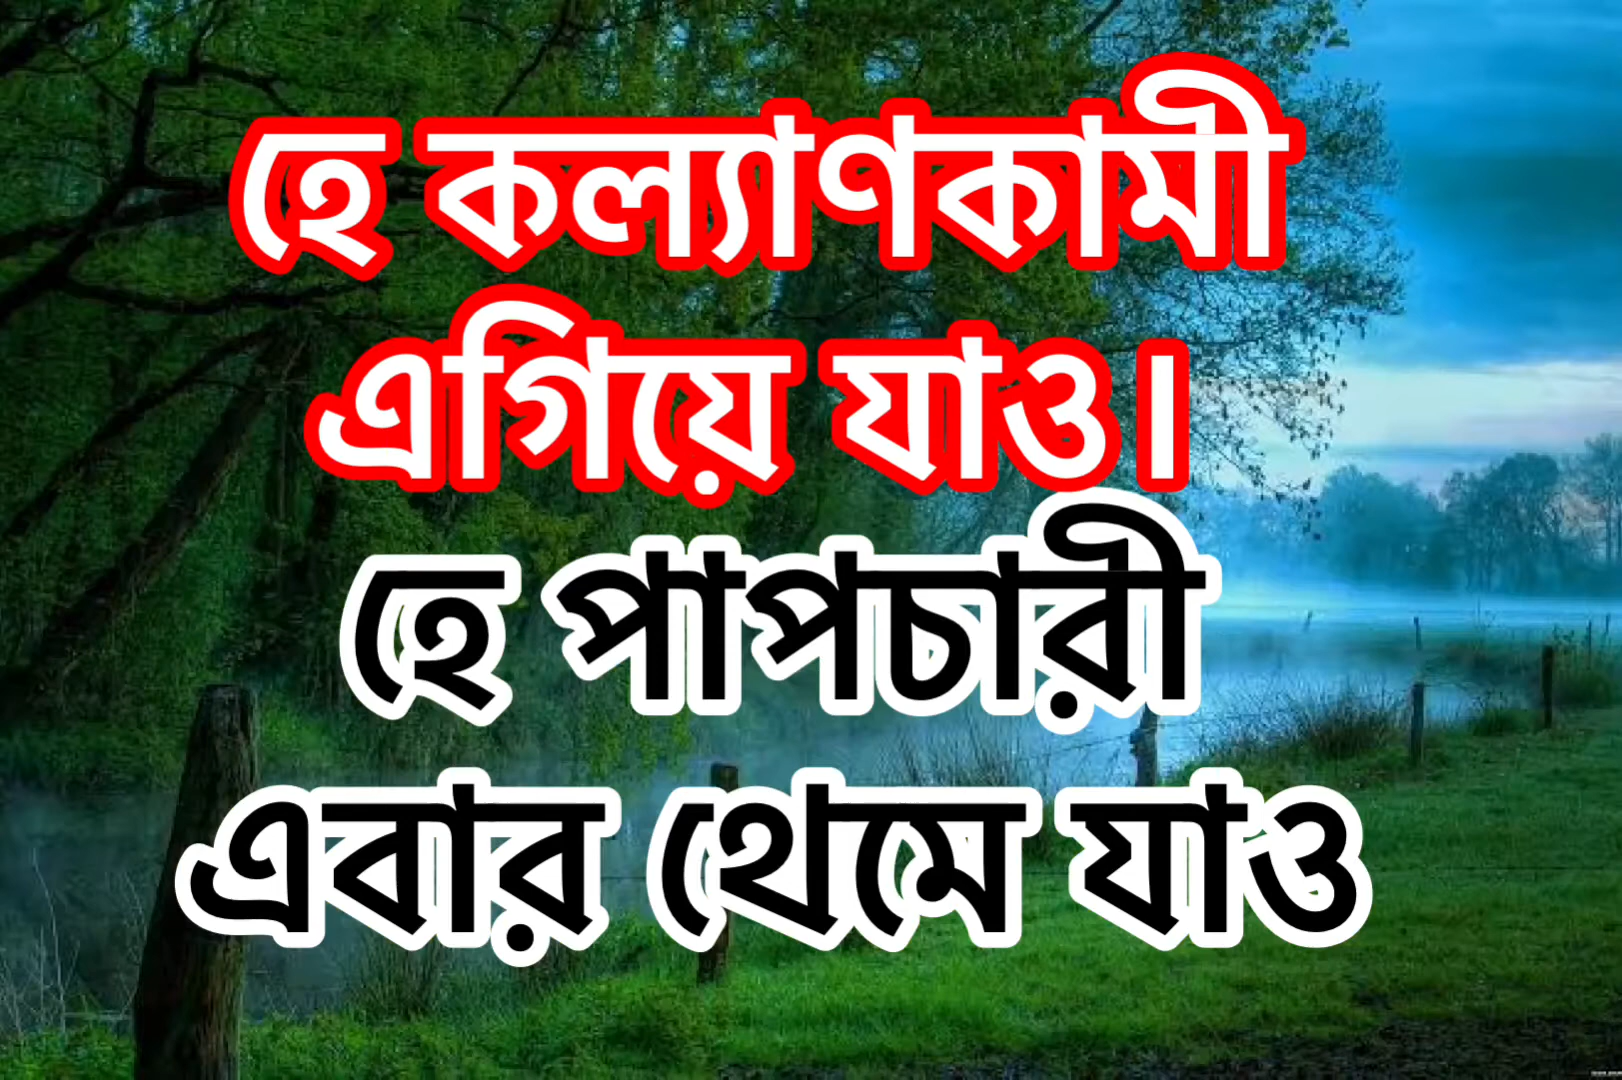 হে কল্যাণকামী
এগিয়ে যাও।
হে পাপচারী
এবার থেমে যাও